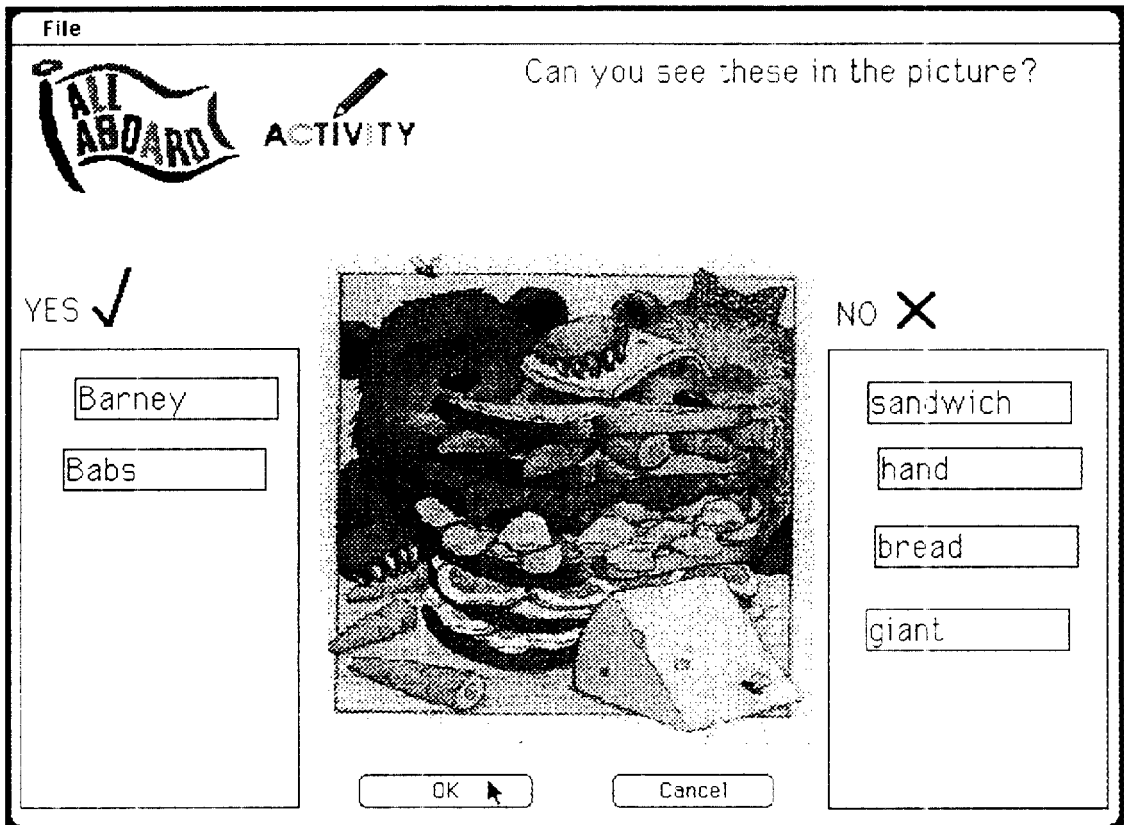 File
ALL
ABOARD
ACTIVITY
Can you see these in the picture?
YES
NO
Barney
Babs
sandwich
hand
bread
giant
OK
Cancel